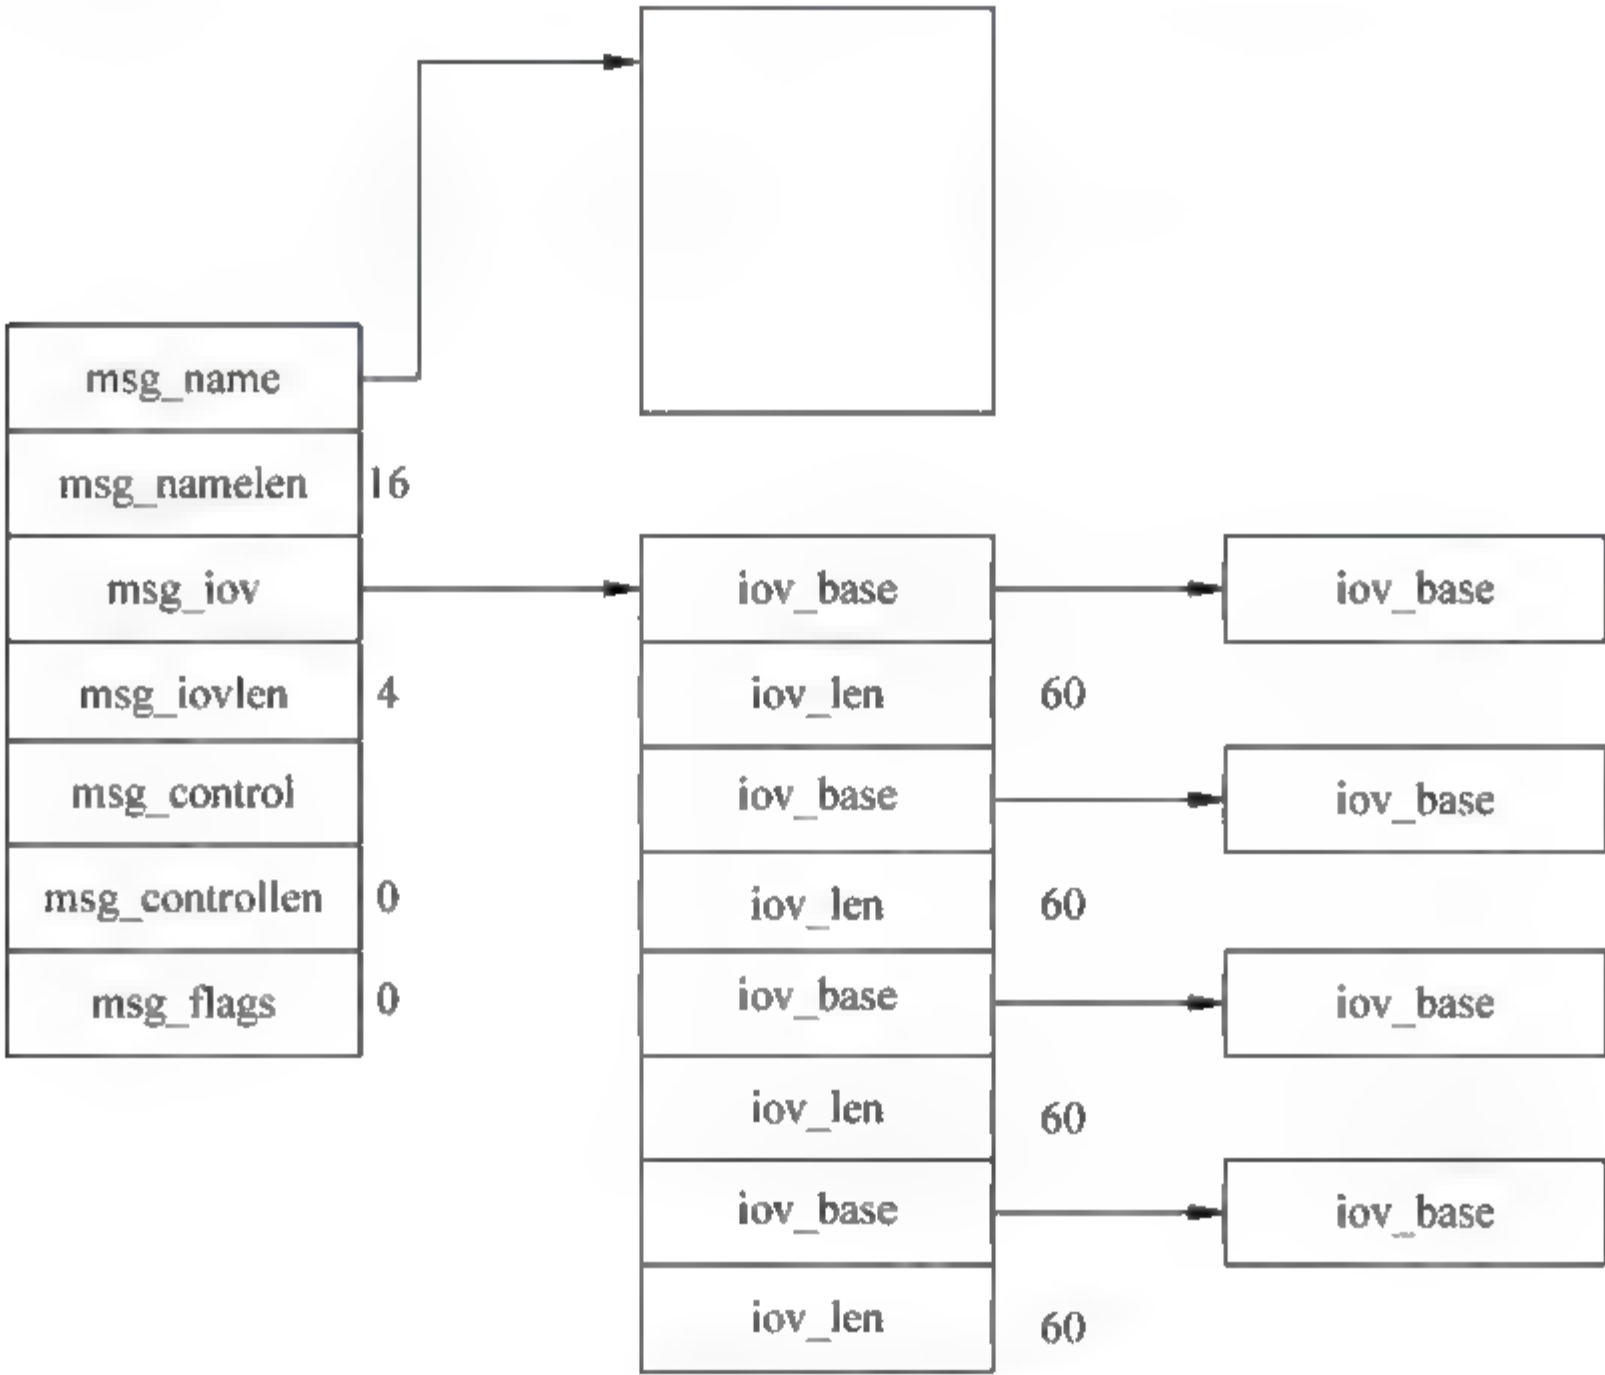 msg_name
msg_namelen 16
msg_iov
msg_iovlen 4
msg_control
msg_controllen 0
msg_flags 0
iov_base
iov_len 60
iov_base
iov_len 60
iov_base
iov_len 60
iov_base
iov_len 60
iov_base
iov_base
iov_base
iov_base